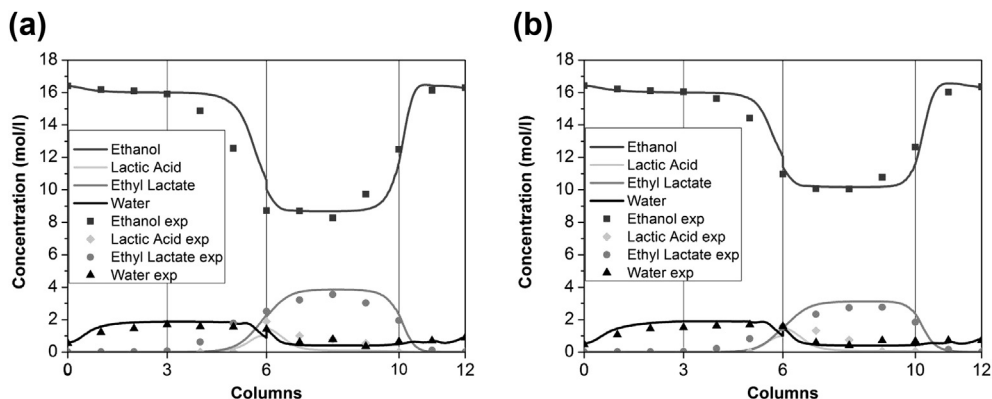 (a)
18
16
14
12
10
8
6
4
2
0
Concentration (mol/l)
Ethanol
Lactic Acid
Ethyl Lactate
Water
Ethanol exp
Lactic Acid exp
Ethyl Lactate exp
Water exp
0 3 6 10 12
Columns
(b)
18
16
14
12
10
8
6
4
2
0
Concentration (mol/l)
Ethanol
Lactic Acid
Ethyl Lactate
Water
Ethanol exp
Lactic Acid exp
Ethyl Lactate exp
Water exp
0 3 6 10 12
Columns